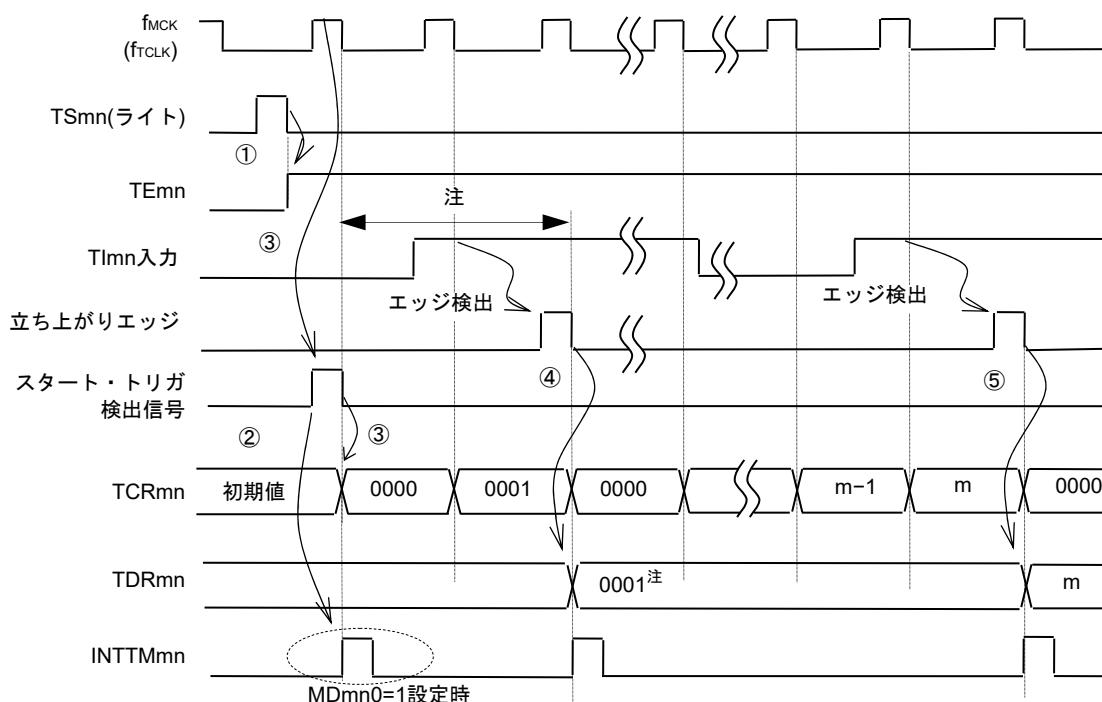 fMCK
(fTCLK)
TSmn(ライト)
①
TEmn
注
③
TImn入力
エッジ検出
エッジ検出
立ち上がりエッジ
④
⑤
スタート・トリガ
検出信号
②
③
TCRmn
初期値
0000
0001
0000
m−1
m
0000
TDRmn
0001注
m
INTTMmn
MDmn0=1設定時